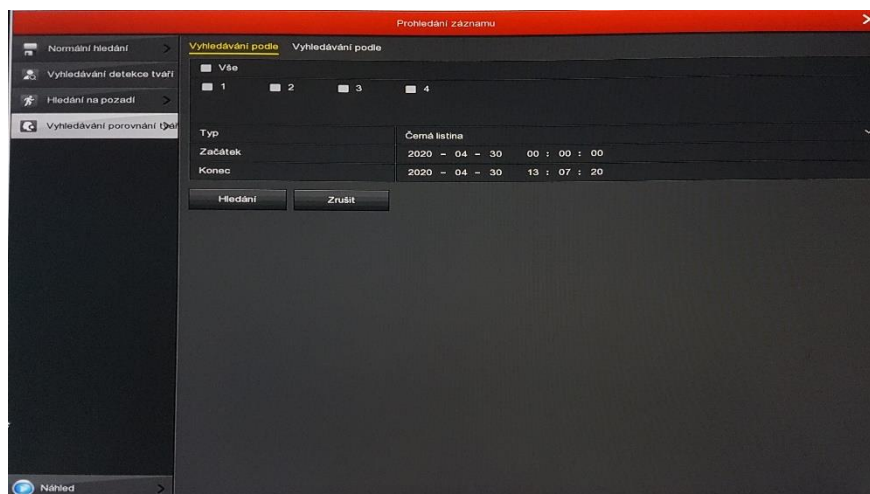 Prohledání záznamu
Normální hledání
Vyhledávání detekce tváří
Hledání na pozadí
Vyhledávání porovnání
Vyhledávání podle Vyhledávání podle
Vše
1 2 3 4
Typ Černá listina
Začátek 2020 - 04 - 30 00 : 00 : 00
Konec 2020 - 04 - 30 13 : 07 : 20
Hledání Zrušit
Náhled